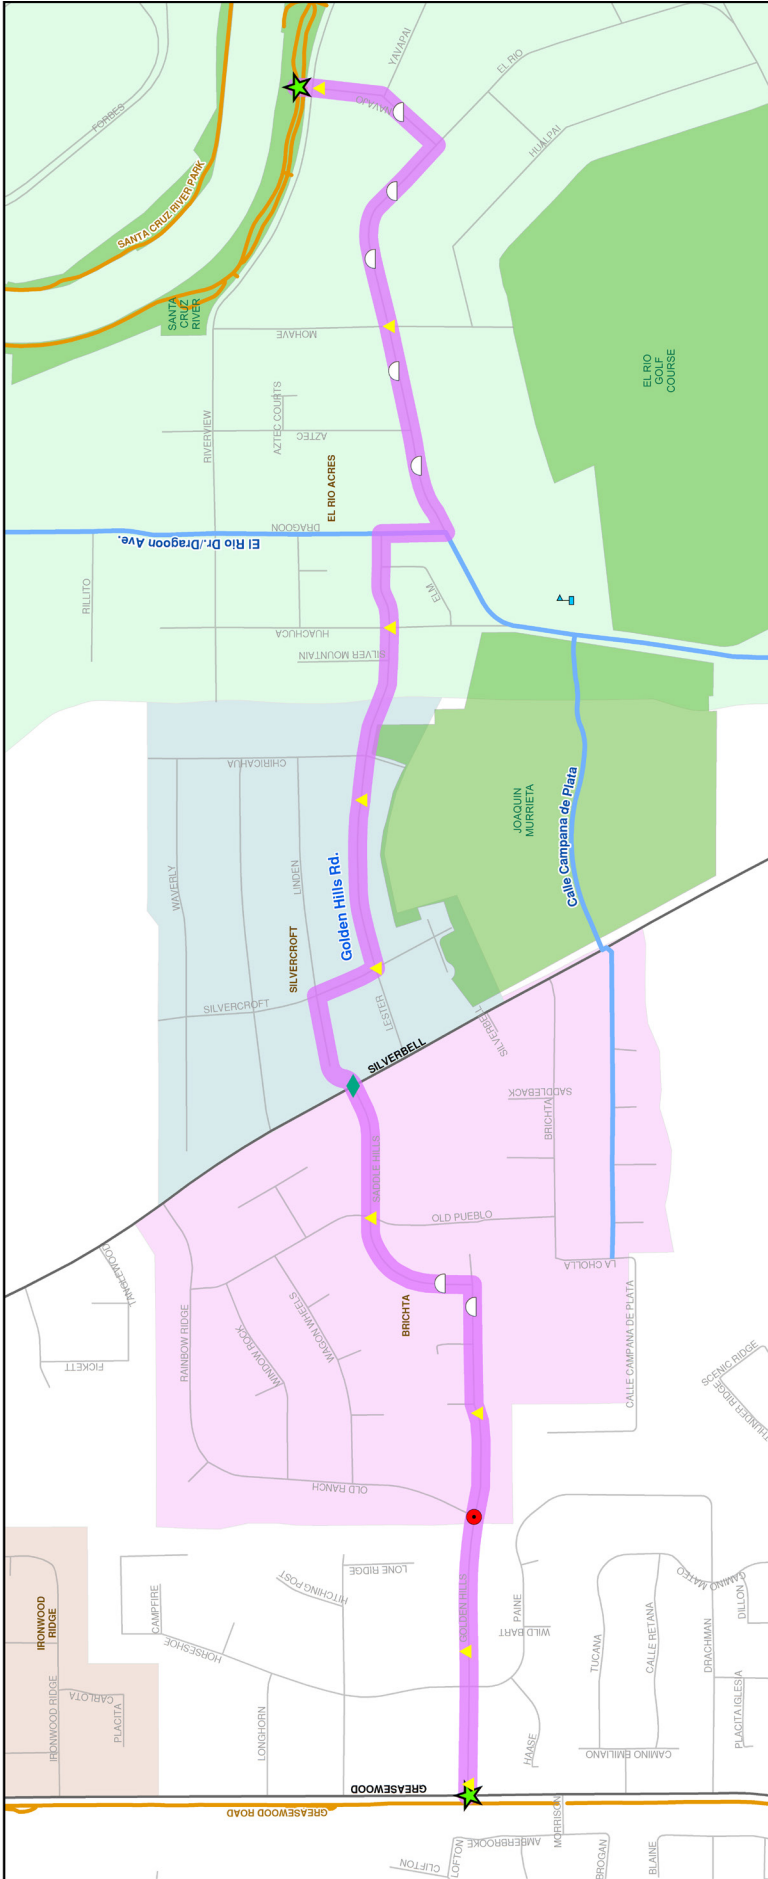 YAVAPAI
EL RIO
FORBES
NAVAJO
HUALPAI
SANTA CRUZ RIVER PARK
SANTA
CRUZ
RIVER
MOHAVE
EL RIO
GOLF
COURSE
RIVERVIEW
AZTEC COURTS
AZTEC
EL RIO ACRES
DRAGOON
El Rio Dr./Dragoon Ave.
RILLITO
ELM
HUACHUCA
SILVER MOUNTAIN
CHIRICAHUA
JOAQUIN
MURRIETA
Calle Campana de Plata
WAVERLY
LINDEN
Golden Hills Rd.
SILVERCROFT
SILVERCROFT
LESTER
SILVERBELL
SILVERBELL
SADDLEBACK
BRICHTA
SADDLE HILLS
OLD PUEBLO
LA CHOLLA
TANGLEWOOD
BRICHTA
WAGON WHEELS
RAINBOW RIDGE
WINDOW ROCK
CALLE CAMPANA DE PLATA
FICKETT
SCENIC RIDGE
THUNDER RIDGE
OLD RANCH
LONE RIDGE
HITCHING POST
CAMINO MATEO
CAMPFIRE
IRONWOOD
RIDGE
GOLDEN HILLS
PAINE
DILLON
WILD BART
HORSESHOE
TUCANA
CALLE RETANA
DRACHMAN
IRONWOOD RIDGE
CARLOTA
PLACITA
LONGHORN
HAASE
PLACITA IGLESIA
CAMINO EMILIANO
GREASEWOOD
GREASEWOOD ROAD
MORRISON
AMBERBROOKE
CLIFTON
LOFTON
BROGAN
BLAINE